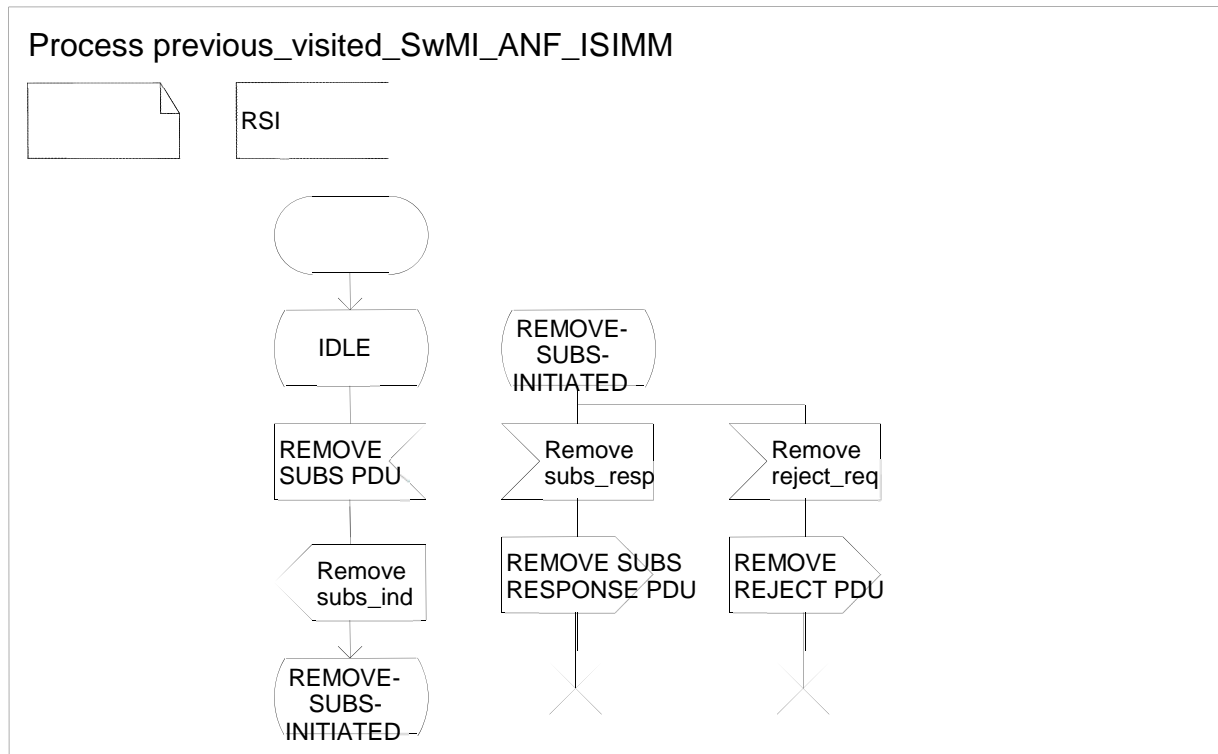 Process previous_visited_SwMI_ANF_ISIMM
RSI
IDLE
REMOVE-
SUBS-
INITIATED
REMOVE
SUBS PDU
Remove
subs_resp
Remove
reject_req
Remove
subs_ind
REMOVE SUBS
RESPONSE PDU
REMOVE
REJECT PDU
REMOVE-
SUBS-
INITIATED